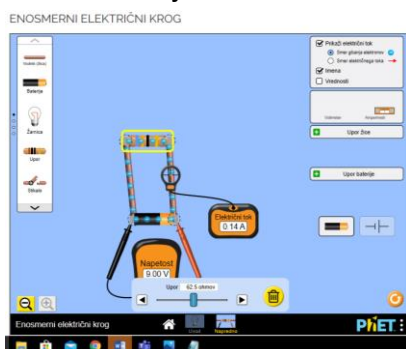 ENOSMERNI ELEKTRIČNI KROG
Prikaži električni tok
Smer gibanja elektronov
Smer električnega toka
Imena
Vrednosti
Baterija
Žarnica
Upor
Stikalo
Upor žice
Upor baterije
Električni tok
0.14 A
Napetost
9.00 V
Upor 62.5 ohmov
Enosmerni električni krog
Uvod
Napredno
PhET